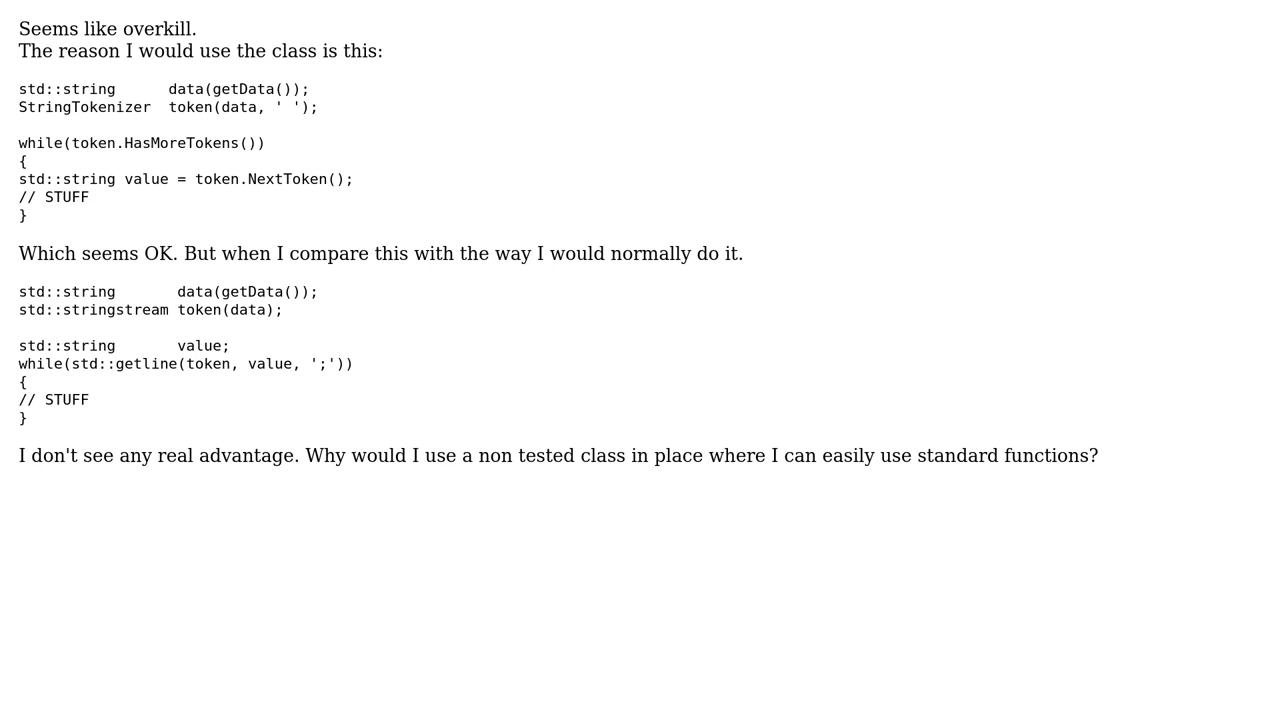 Seems like overkill.
The reason I would use the class is this:
std::string      data(getData());
StringTokenizer  token(data, ' ');
while(token.HasMoreTokens())
{
std::string value = token.NextToken();
// STUFF
}
Which seems OK. But when I compare this with the way I would normally do it.
std::string       data(getData());
std::stringstream token(data);
std::string       value;
while(std::getline(token, value, ';'))
{
// STUFF
}
I don't see any real advantage. Why would I use a non tested class in place where I can easily use standard functions?